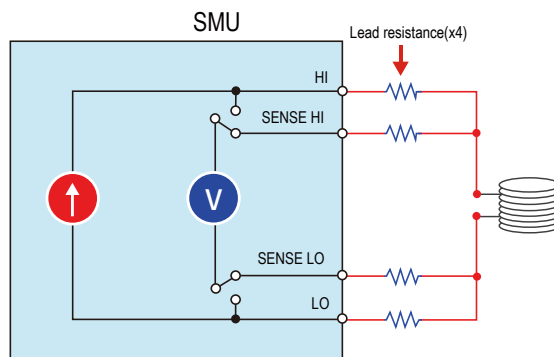 SMU
Lead resistance(x4)
HI
SENSE HI
V
SENSE LO
LO